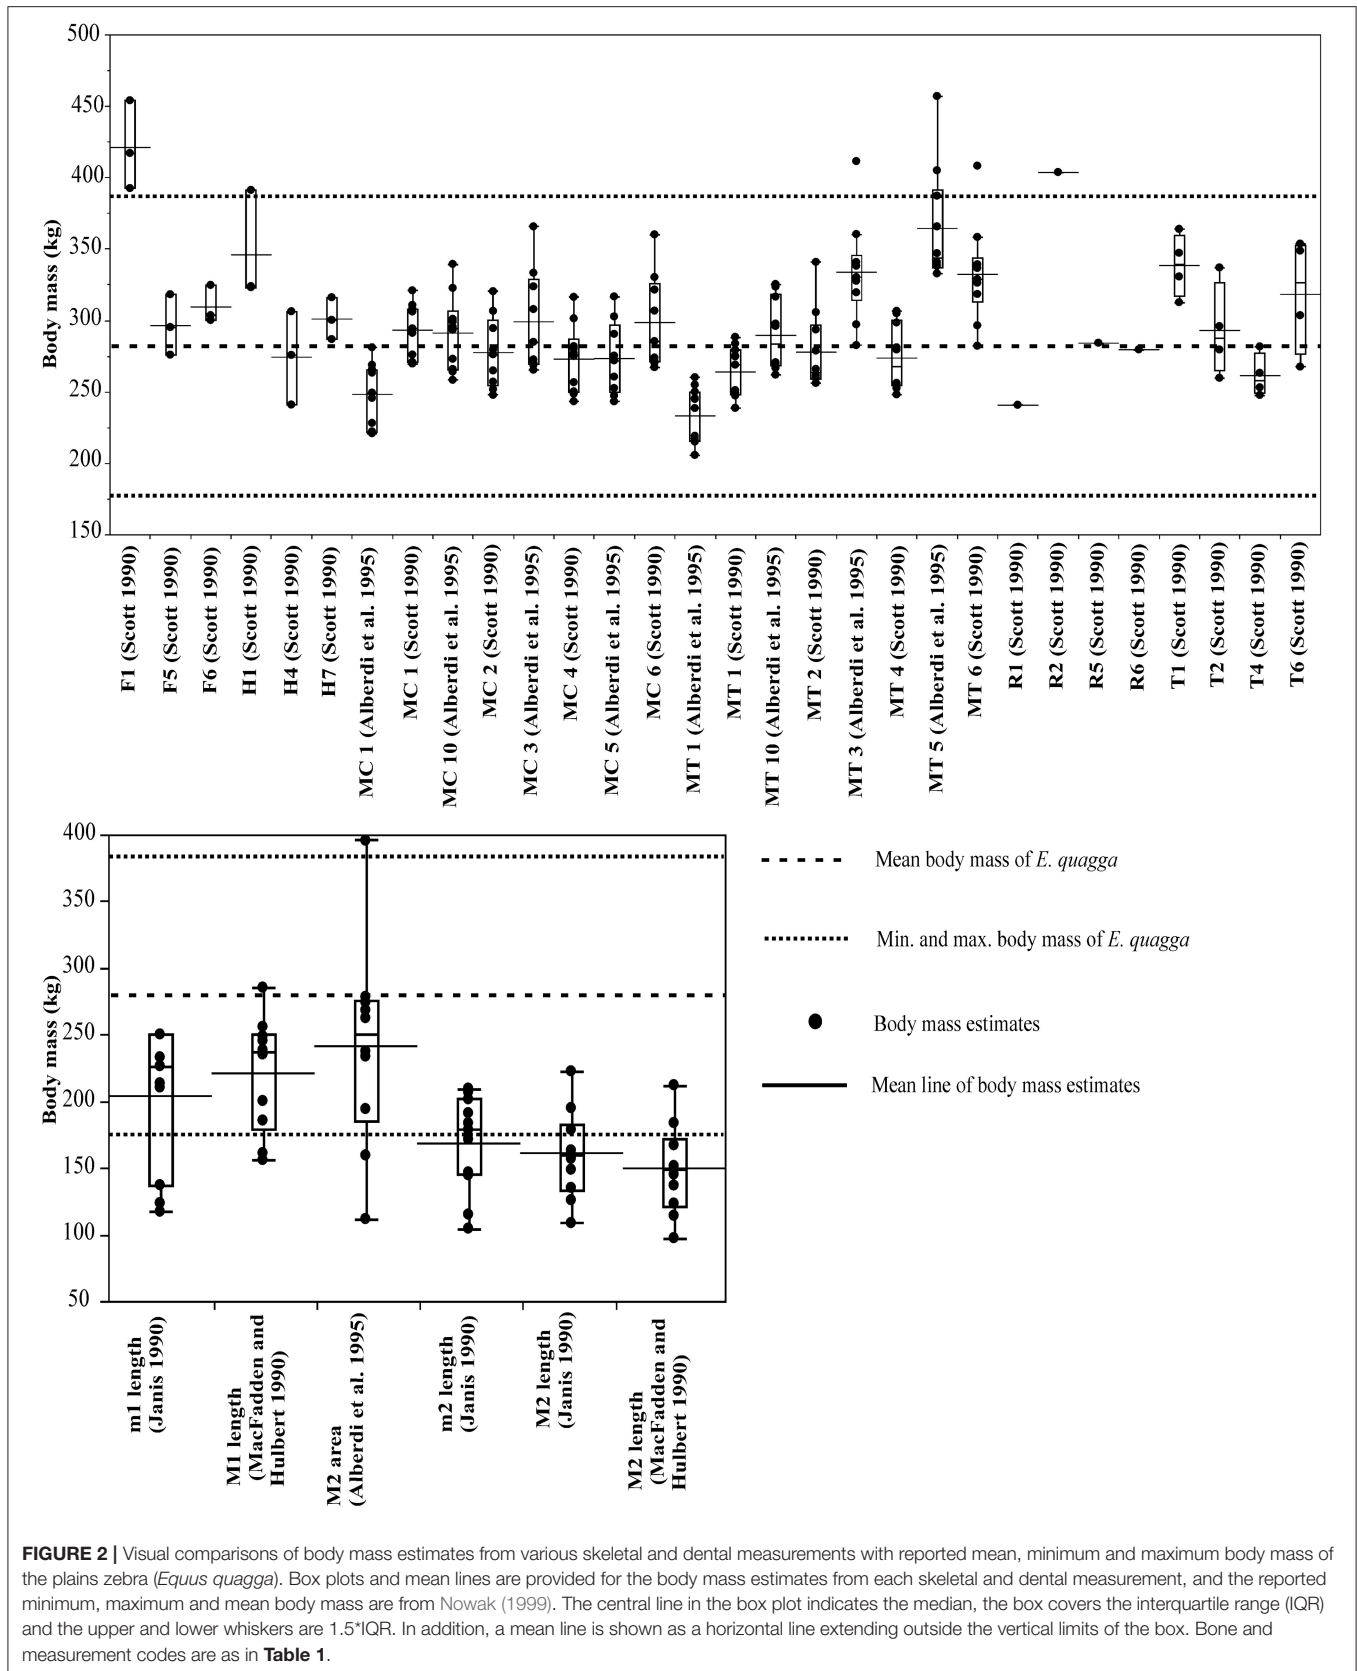 500
450
400
350
300
250
200
150
Body mass (kg)
F1 (Scott 1990)
F5 (Scott 1990)
F6 (Scott 1990)
H1 (Scott 1990)
H4 (Scott 1990)
H7 (Scott 1990)
MC 1 (Alberdi et al. 1995)
MC 1 (Scott 1990)
MC 10 (Alberdi et al. 1995)
MC 2 (Scott 1990)
MC 3 (Alberdi et al. 1995)
MC 4 (Scott 1990)
MC 5 (Alberdi et al. 1995)
MC 6 (Scott 1990)
MT 1 (Alberdi et al. 1995)
MT 1 (Scott 1990)
MT 10 (Alberdi et al. 1995)
MT 2 (Scott 1990)
MT 3 (Alberdi et al. 1995)
MT 4 (Scott 1990)
MT 5 (Alberdi et al. 1995)
MT 6 (Scott 1990)
R1 (Scott 1990)
R2 (Scott 1990)
R5 (Scott 1990)
R6 (Scott 1990)
T1 (Scott 1990)
T2 (Scott 1990)
T4 (Scott 1990)
T6 (Scott 1990)
400
350
300
250
200
150
100
50
Body mass (kg)
m1 length
(Janis 1990)
M1 length
(MacFadden and
Hulbert 1990)
M2 area
(Alberdi et al. 1995)
m2 length
(Janis 1990)
M2 length
(Janis 1990)
M2 length
(MacFadden and
Hulbert 1990)
Mean body mass of E. quagga
Min. and max. body mass of E. quagga
Body mass estimates
Mean line of body mass estimates
FIGURE 2 | Visual comparisons of body mass estimates from various skeletal and dental measurements with reported mean, minimum and maximum body mass of
the plains zebra (Equus quagga). Box plots and mean lines are provided for the body mass estimates from each skeletal and dental measurement, and the reported
minimum, maximum and mean body mass are from Nowak (1999). The central line in the box plot indicates the median, the box covers the interquartile range (IQR)
and the upper and lower whiskers are 1.5*IQR. In addition, a mean line is shown as a horizontal line extending outside the vertical limits of the box. Bone and
measurement codes are as in Table 1.